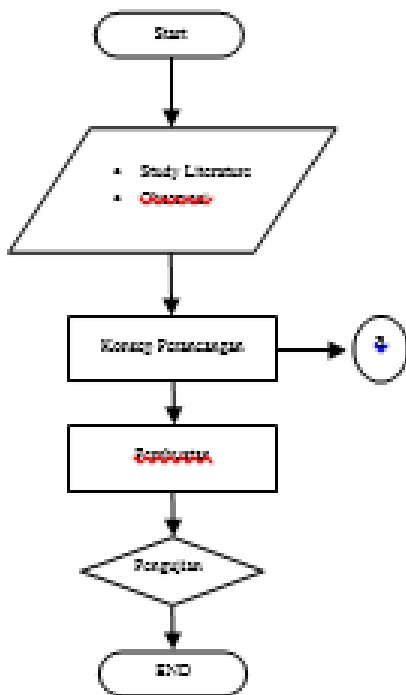 Start
Study Literature
Observasi
Konsep Perancangan
Pembuatan
Pengujian
END